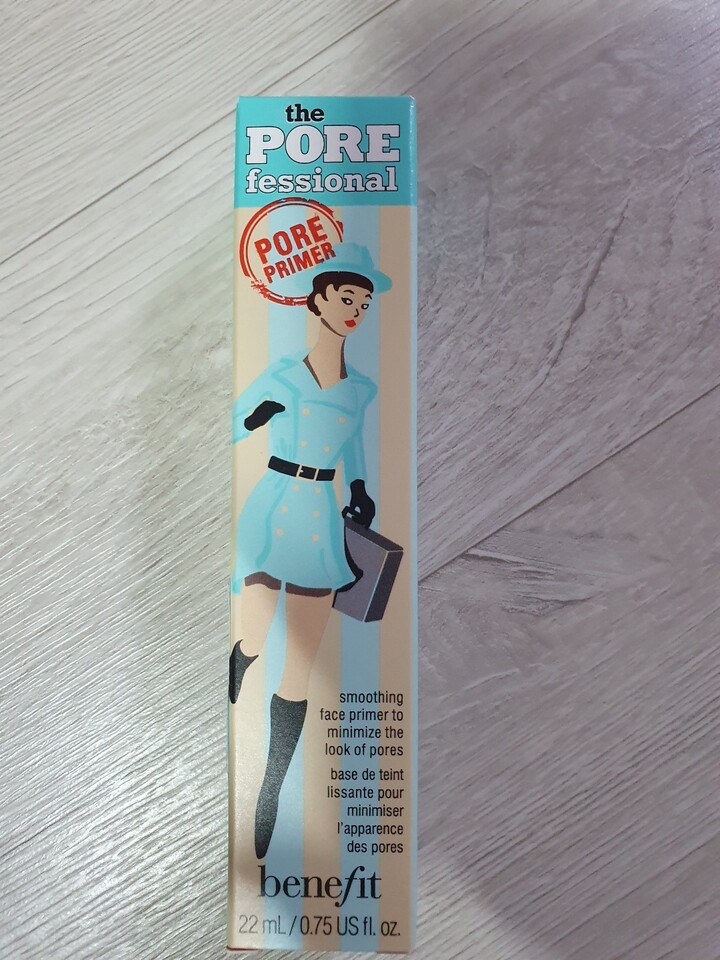 the
PORE
fessional
PORE
PRIMER
smoothing
face primer to
minimize the
look of pores
base de teint
lissante pour
minimiser
l'apparence
des pores
benefit
22 mL / 0.75 US fl. oz.